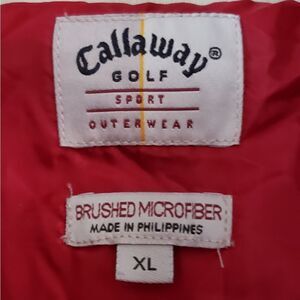 Callaway®
GOLF
SPORT
OUTERWEAR
BRUSHED MICROFIBER
MADE IN PHILIPPINES
XL